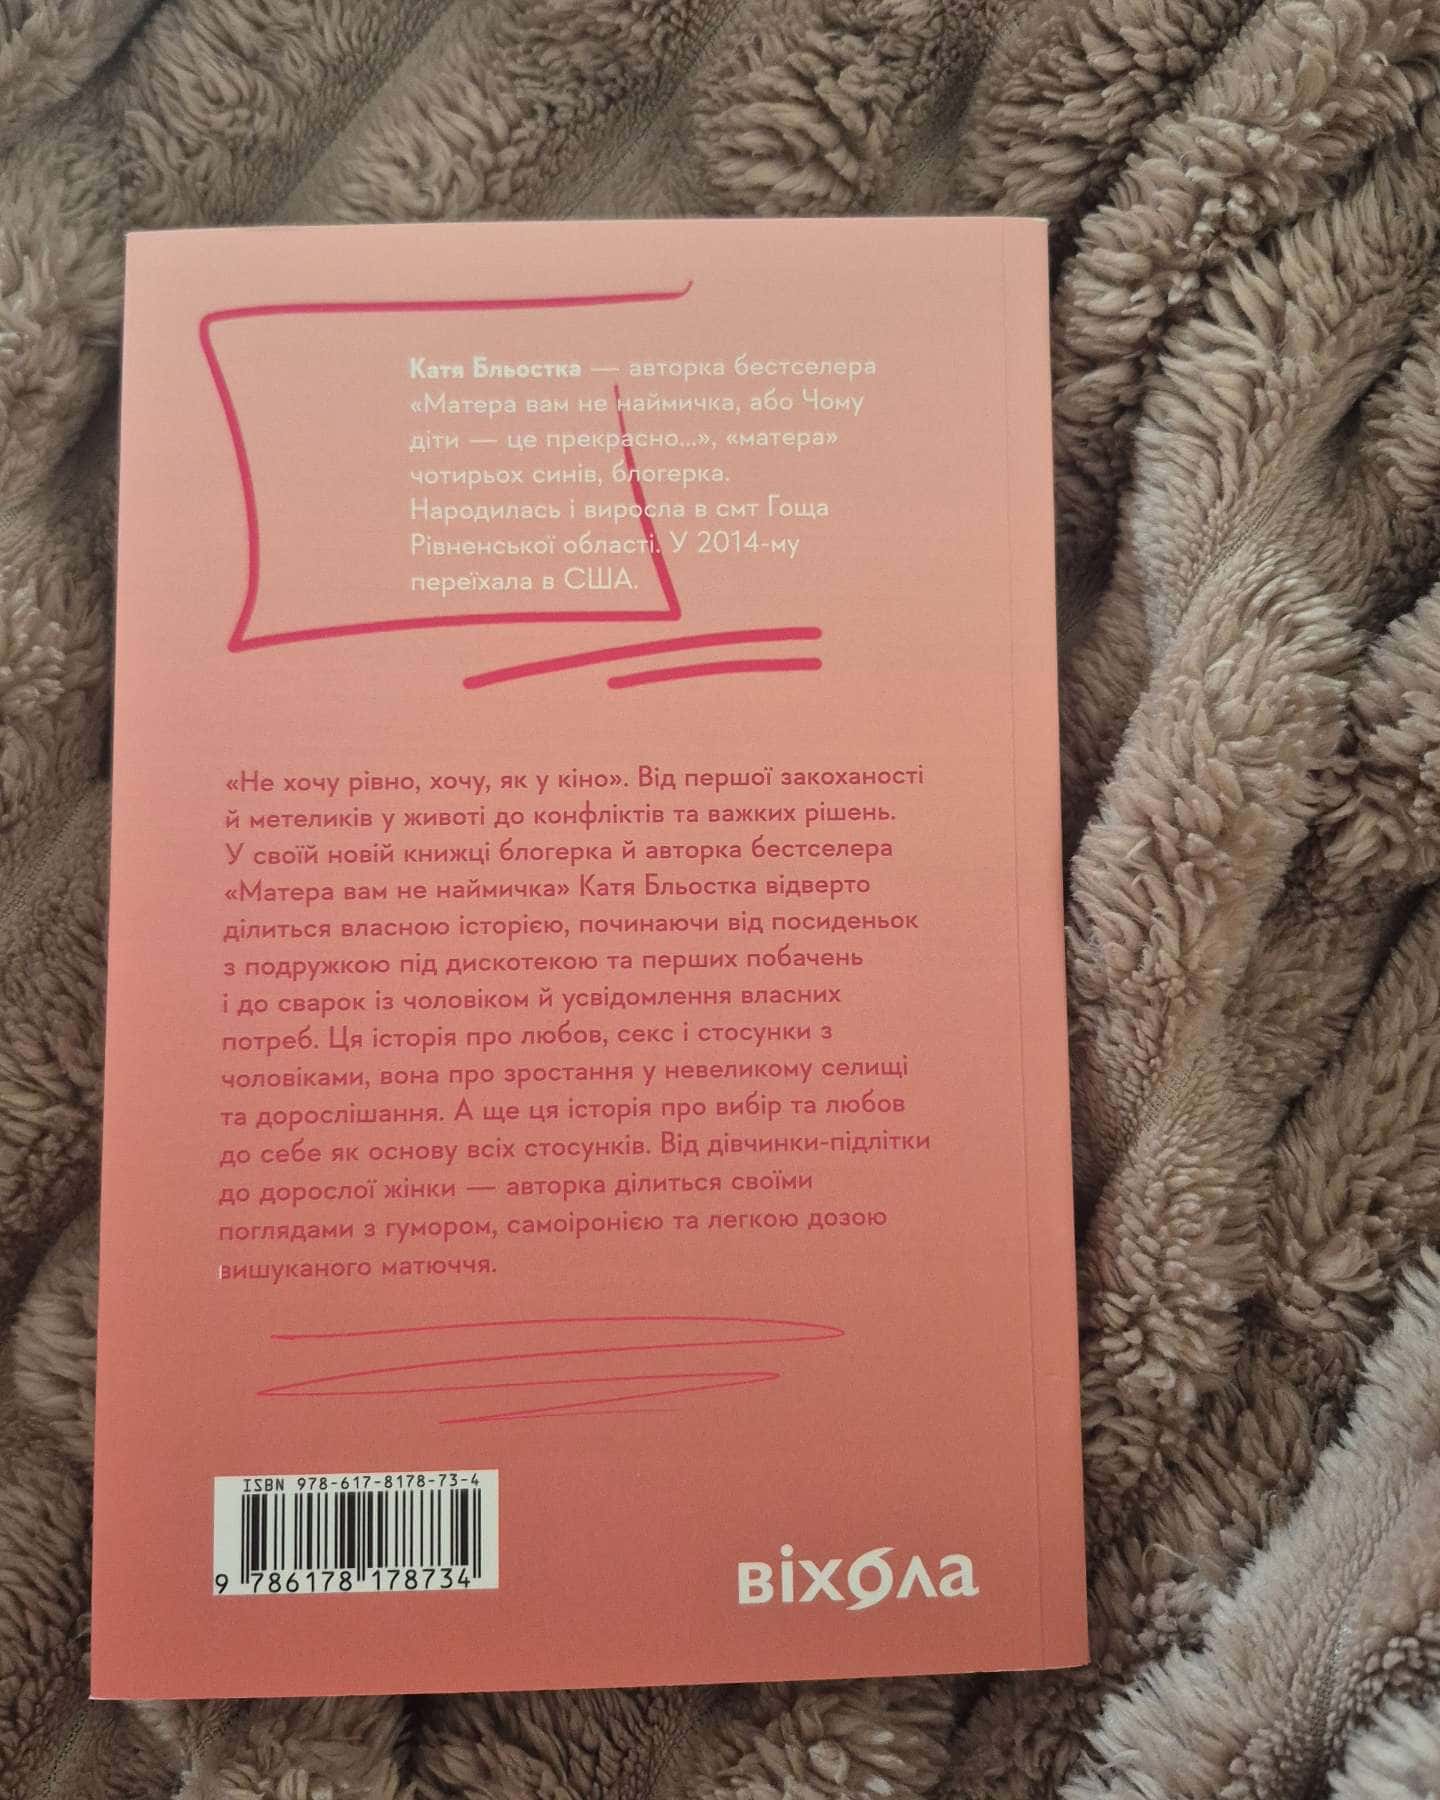 Катя Бльостка — авторка бестселера
«Матера вам не наймичка, або Чому
діти — це прекрасно...», «матера»
чотирьох синів, блогерка.
Народилась і виросла в смт Гоща
Рівненської області. У 2014-му
переїхала в США.
«Не хочу рівно, хочу, як у кіно». Від першої закоханості
й метеликів у животі до конфліктів та важких рішень.
У своїй новій книжці блогерка й авторка бестселера
«Матера вам не наймичка» Катя Бльостка відверто
ділиться власною історією, починаючи від посиденьок
з подружкою під дискотекою та перших побачень
і до сварок із чоловіком й усвідомлення власних
потреб. Ця історія про любов, секс і стосунки з
чоловіками, вона про зростання у невеликому селищі
та дорослішання. А ще ця історія про вибір та любов
до себе як основу всіх стосунків. Від дівчинки-підлітки
до дорослої жінки — авторка ділиться своїми
поглядами з гумором, самоіронією та легкою дозою
вишуканого матюччя.
ISBN 978-617-8178-73-4
9 786178 178734
віхола